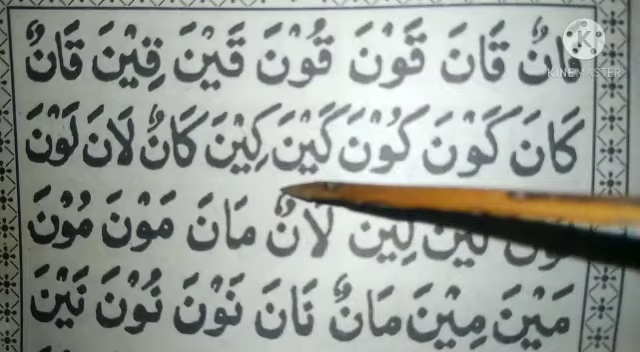 فَانٌ قَانَ قَوْنَ قُوْنَ قَيْنَ قِيْنَ قَانٌ
كَانَ كَوْنَ كُوْنَ كَيْنَ كِيْنَ كَانٌ لَانَ لَوْنَ
لَيْنَ لِيْنَ لَانٌ مَانَ مَوْنَ مُوْنَ
مَيْنَ مِيْنَ مَانٌ نَانَ نَوْنَ نُوْنَ نَيْنَ
KINEMASTER